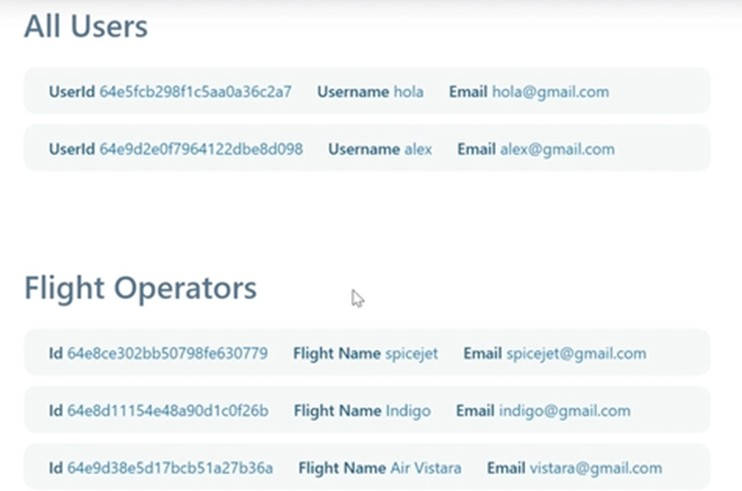 All Users
UserId 64e5fcb298f1c5aa0a36c2a7 Username hola Email hola@gmail.com
UserId 64e9d2e0f7964122dbe8d098 Username alex Email alex@gmail.com
Flight Operators
Id 64e8ce302bb50798fe630779 Flight Name spicejet Email spicejet@gmail.com
Id 64e8d11154e48a90d1c0f26b Flight Name Indigo Email indigo@gmail.com
Id 64e9d38e5d17bcb51a27b36a Flight Name Air Vistara Email vistara@gmail.com